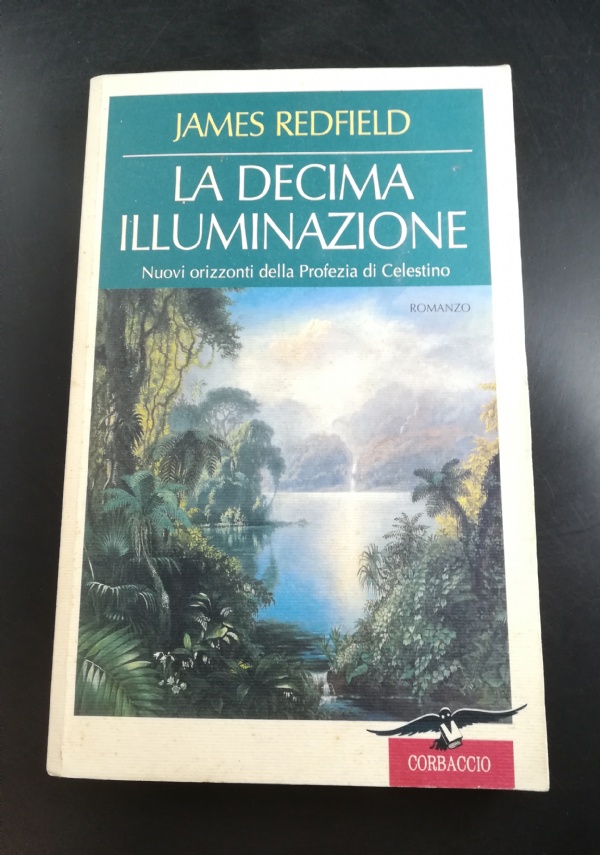 JAMES REDFIELD
LA DECIMA
ILLUMINAZIONE
Nuovi orizzonti della Profezia di Celestino
ROMANZO
CORBACCIO